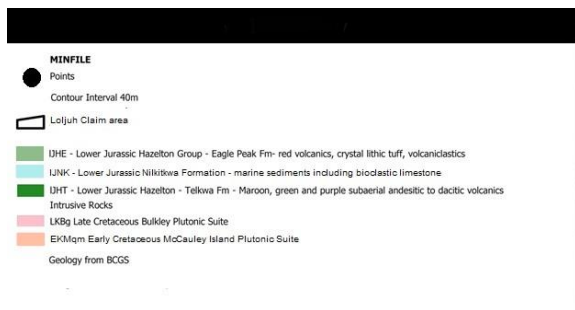 MINFILE
Points
Contour Interval 40m
Loljuh Claim area
IJHE - Lower Jurassic Hazelton Group - Eagle Peak Fm- red volcanics, crystal lithic tuff, volcaniclastics
IJNK - Lower Jurassic Nilkitkwa Formation - marine sediments including bioclastic limestone
IJHT - Lower Jurassic Hazelton - Telkwa Fm - Maroon, green and purple subaerial andesitic to dacitic volcanics
Intrusive Rocks
LKBg Late Cretaceous Bulkley Plutonic Suite
EKMqm Early Cretaceous McCauley Island Plutonic Suite
Geology from BCGS